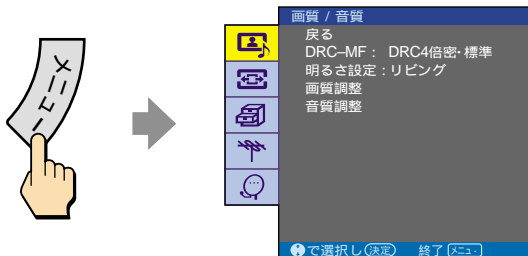 メニュー
画質 / 音質
戻る
DRC–MF： DRC4倍密･標準
明るさ設定：リビング
画質調整
音質調整
で選択し 決定 終了 メニュー